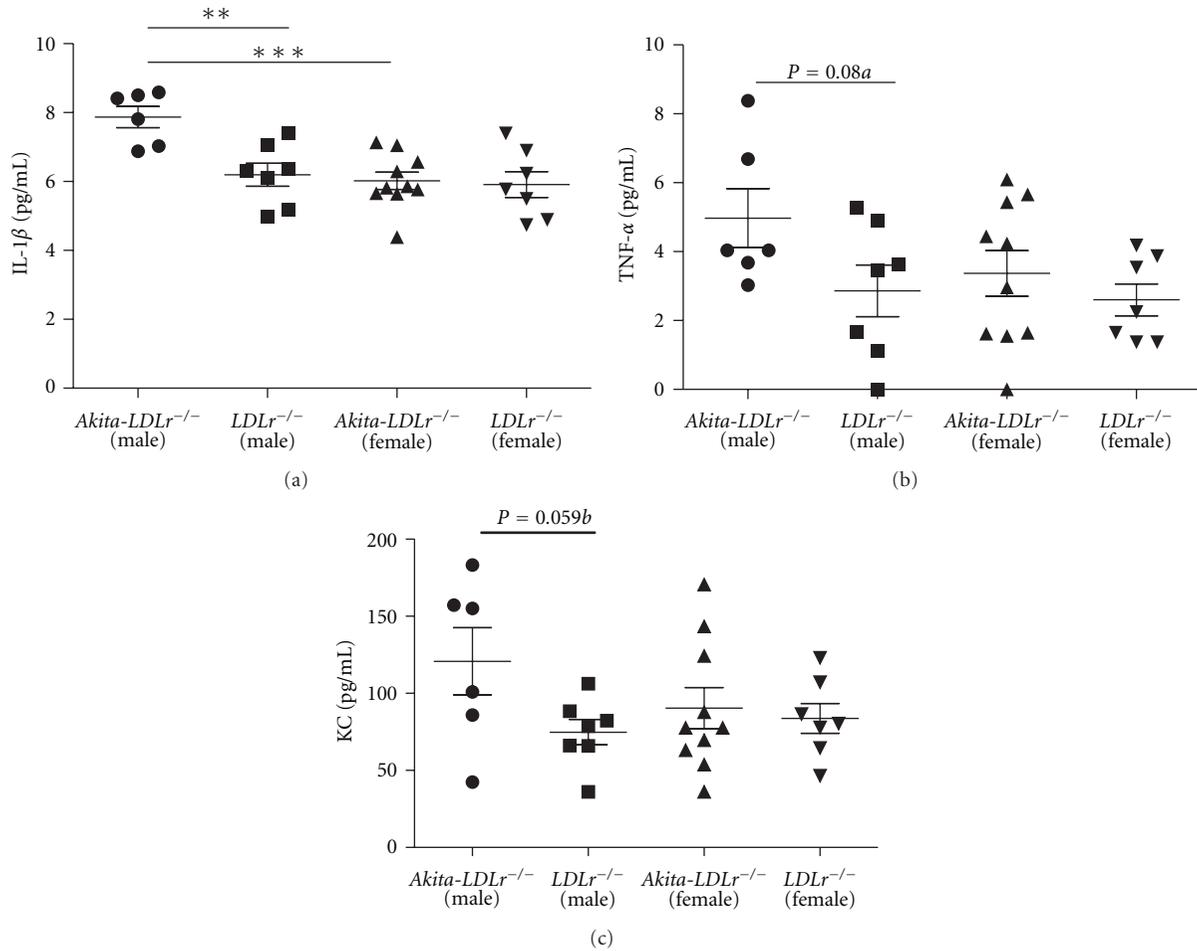 ∗∗
∗∗∗
10
8
6
4
2
0
IL-1β (pg/mL)
Akita-LDLr−/− LDLr−/− Akita-LDLr−/− LDLr−/−
(male) (male) (female) (female)
(a)
P = 0.08a
10
8
6
4
2
0
TNF-α (pg/mL)
Akita-LDLr−/− LDLr−/− Akita-LDLr−/− LDLr−/−
(male) (male) (female) (female)
(b)
P = 0.059b
200
150
100
50
0
KC (pg/mL)
Akita-LDLr−/− LDLr−/− Akita-LDLr−/− LDLr−/−
(male) (male) (female) (female)
(c)